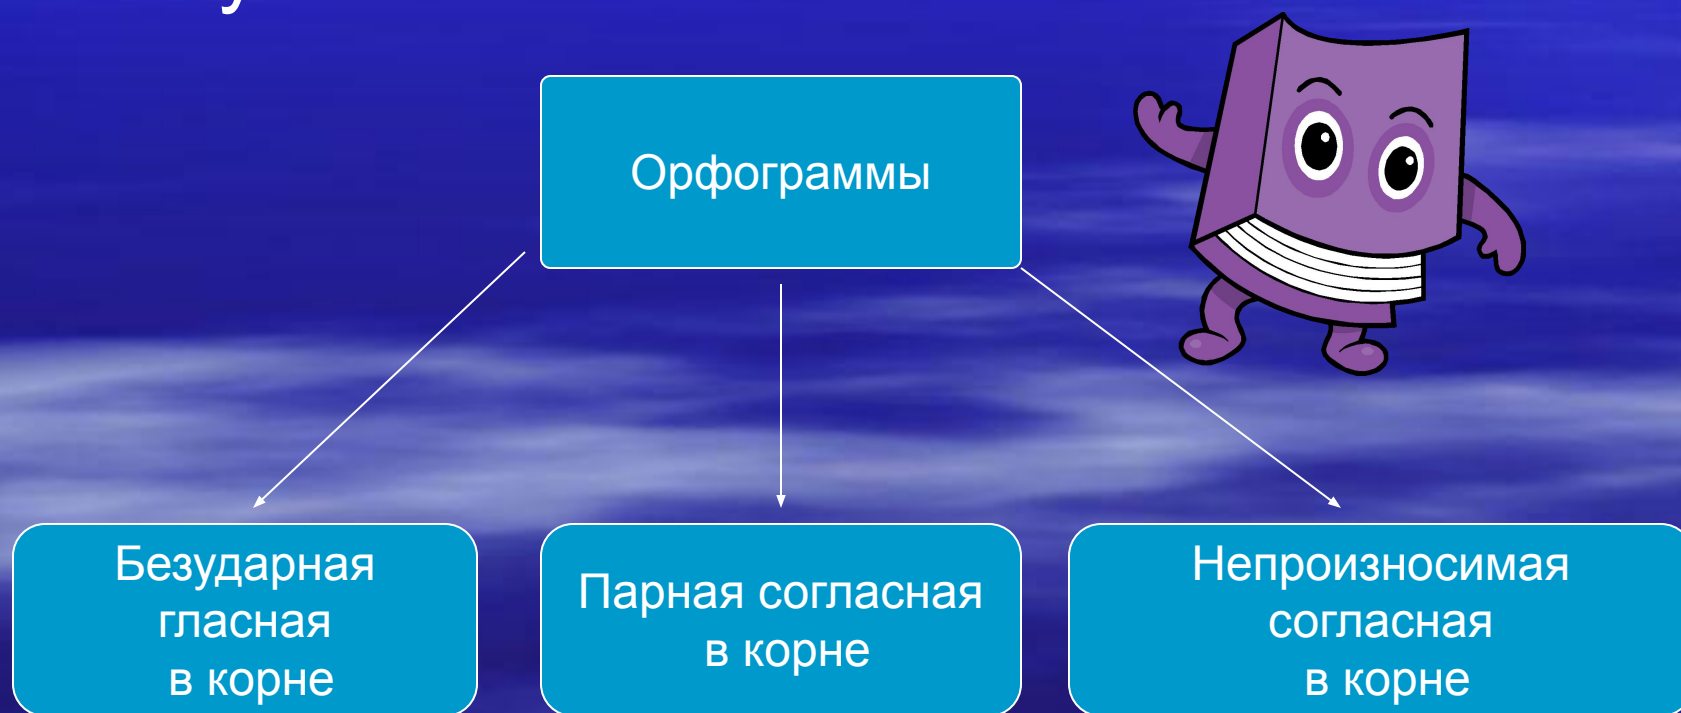 Орфограммы
Безударная
гласная
в корне
Парная согласная
в корне
Непроизносимая
согласная
в корне